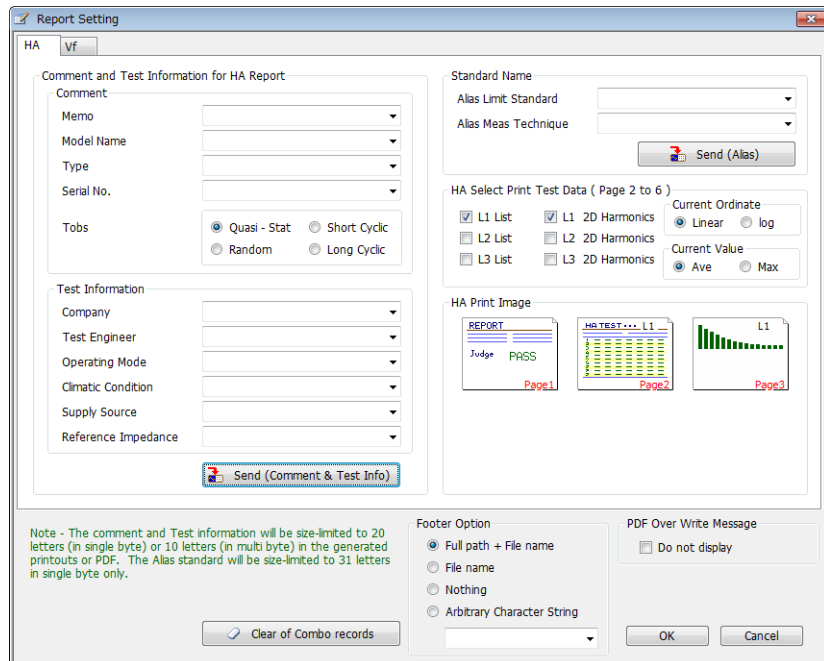 Report Setting
HA
Vf
Comment and Test Information for HA Report
Comment
Memo
Model Name
Type
Serial No.
Tobs
Quasi - Stat
Short Cyclic
Random
Long Cyclic
Test Information
Company
Test Engineer
Operating Mode
Climatic Condition
Supply Source
Reference Impedance
Send (Comment & Test Info)
Standard Name
Alias Limit Standard
Alias Meas Technique
Send (Alias)
HA Select Print Test Data ( Page 2 to 6 )
L1 List
L1 2D Harmonics
L2 List
L2 2D Harmonics
L3 List
L3 2D Harmonics
Current Ordinate
Linear
log
Current Value
Ave
Max
HA Print Image
REPORT
Judge PASS
Page1
HA TEST ··· L1
Page2
L1
Page3
Note - The comment and Test information will be size-limited to 20
letters (in single byte) or 10 letters (in multi byte) in the generated
printouts or PDF. The Alias standard will be size-limited to 31 letters
in single byte only.
Clear of Combo records
Footer Option
Full path + File name
File name
Nothing
Arbitrary Character String
PDF Over Write Message
Do not display
OK
Cancel